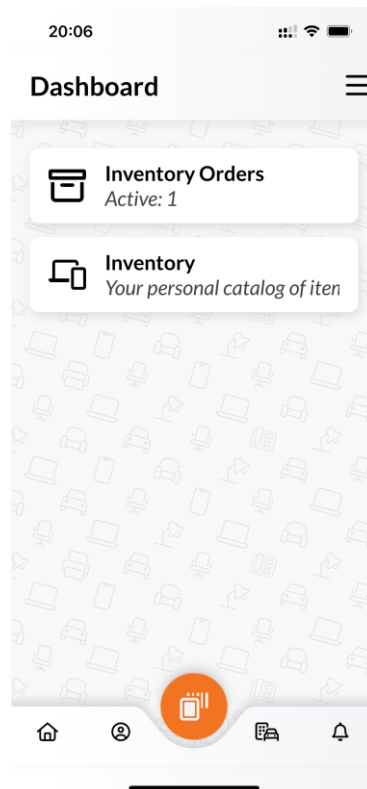 20:06
Dashboard
Inventory Orders
Active: 1
Inventory
Your personal catalog of iten